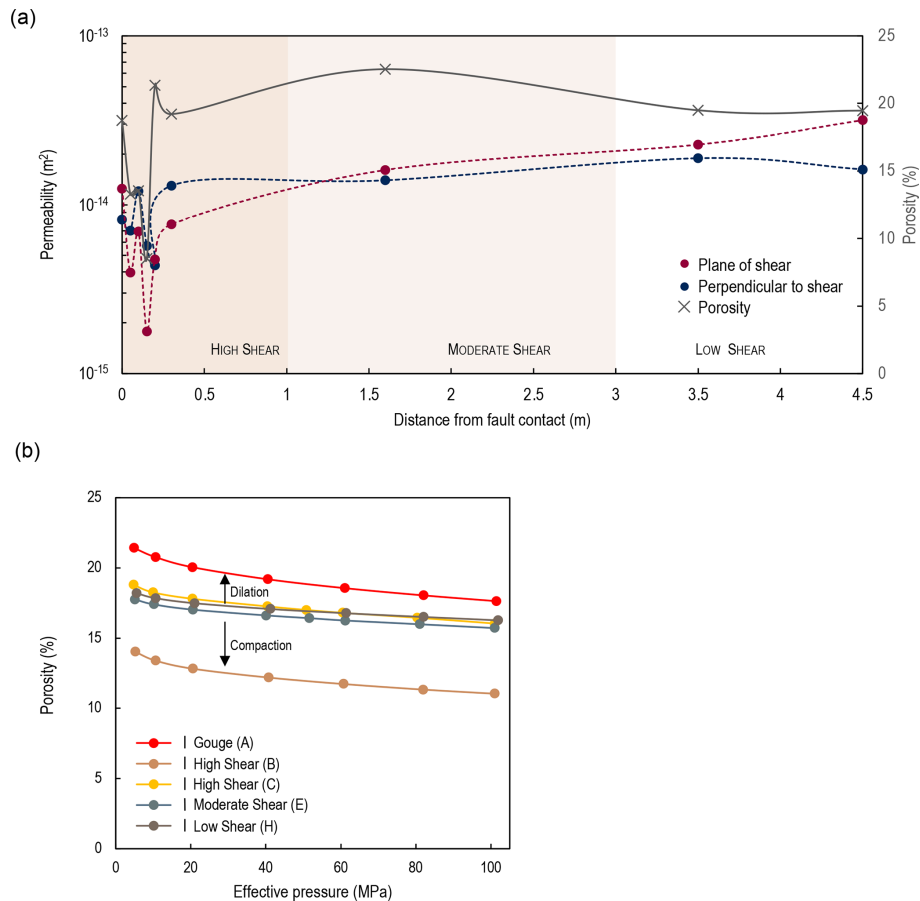 (a)
10⁻¹³
10⁻¹⁴
10⁻¹⁵
Permeability (m²)
25
20
15
10
5
0
Porosity (%)
Plane of shear
Perpendicular to shear
Porosity
HIGH SHEAR
MODERATE SHEAR
LOW SHEAR
0 0.5 1 1.5 2 2.5 3 3.5 4 4.5
Distance from fault contact (m)
(b)
25
20
15
10
5
0
Porosity (%)
Dilation
Compaction
| Gouge (A)
| High Shear (B)
| High Shear (C)
| Moderate Shear (E)
| Low Shear (H)
0 20 40 60 80 100
Effective pressure (MPa)